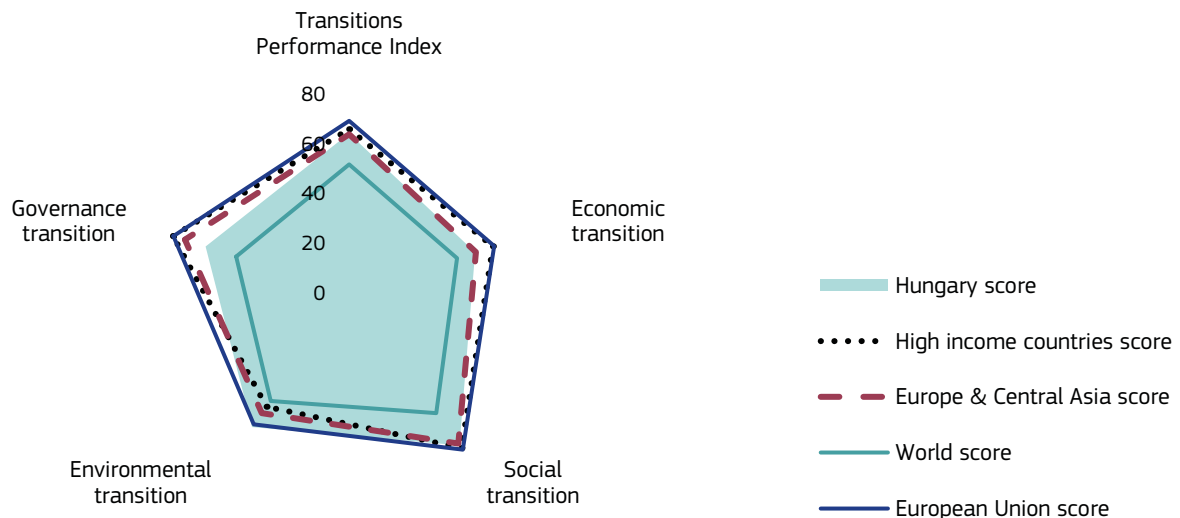 Transitions
Performance Index
80
60
40
20
0
Governance
transition
Economic
transition
Environmental
transition
Social
transition
Hungary score
High income countries score
Europe & Central Asia score
World score
European Union score